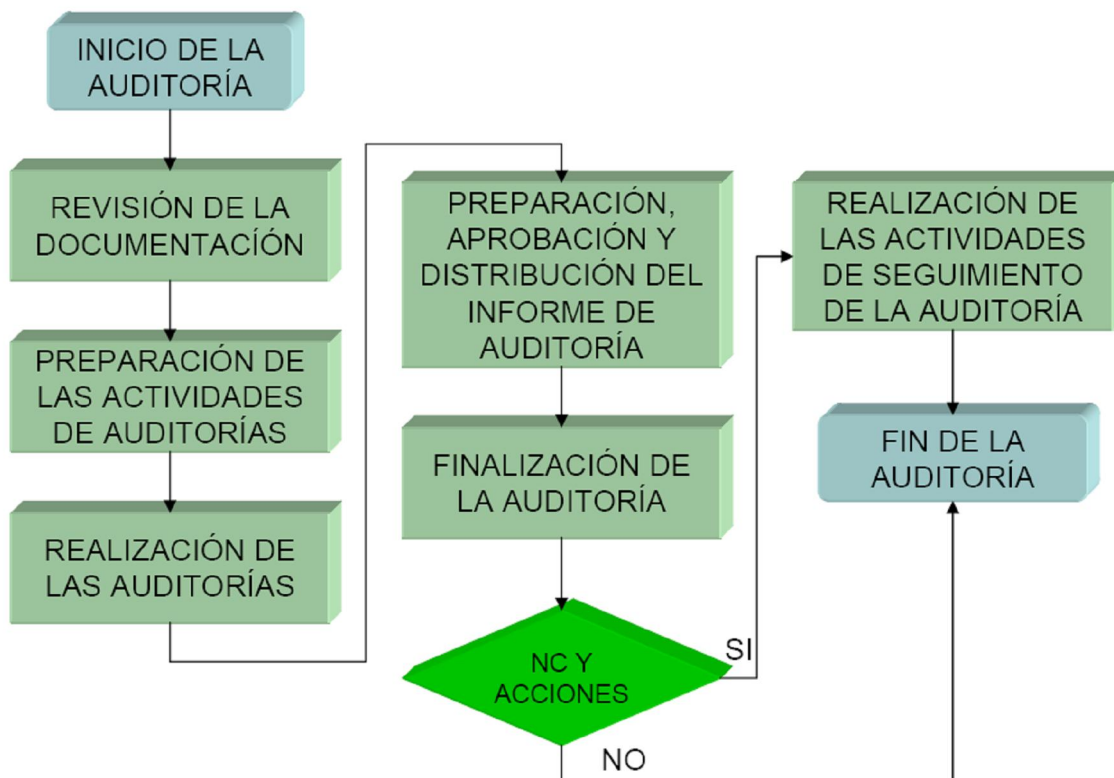 INICIO DE LA
AUDITORÍA
REVISIÓN DE LA
DOCUMENTACÍÓN
PREPARACIÓN DE
LAS ACTIVIDADES
DE AUDITORÍAS
REALIZACIÓN DE
LAS AUDITORÍAS
PREPARACIÓN,
APROBACIÓN Y
DISTRIBUCIÓN DEL
INFORME DE
AUDITORÍA
FINALIZACIÓN DE
LA AUDITORÍA
NC Y
ACCIONES
SI
NO
REALIZACIÓN DE
LAS ACTIVIDADES
DE SEGUIMIENTO
DE LA AUDITORÍA
FIN DE LA
AUDITORÍA